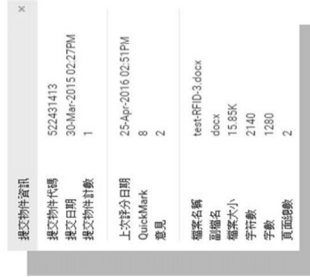 提交物件資訊 ×
提交物件代碼 522431413
提交日期 30-Mar-2015 02:27PM
提交物件計數 1
上次評分日期 25-Apr-2016 02:51PM
QuickMark 8
意見 2
檔案名稱 test-RFID-3.docx
副檔名 docx
檔案大小 15.85K
字符數 2140
字數 1280
頁面總數 2